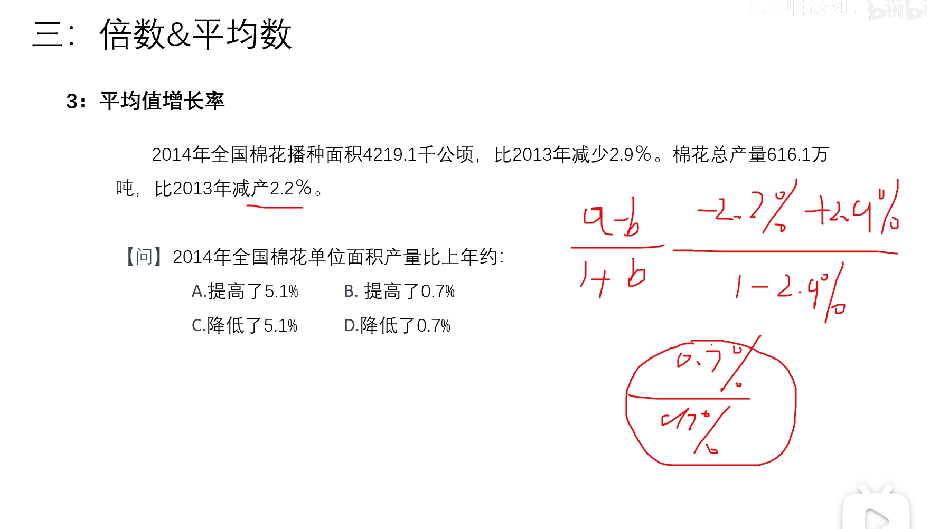 三：倍数&平均数
3：平均值增长率
2014年全国棉花播种面积4219.1千公顷，比2013年减少2.9%。棉花总产量616.1万
吨，比2013年减产2.2%。
a-b
1+b
-2.2%+2.9%
1-2.9%
【问】2014年全国棉花单位面积产量比上年约：
A.提高了5.1% B. 提高了0.7%
C.降低了5.1% D.降低了0.7%
0.7%
bilibili